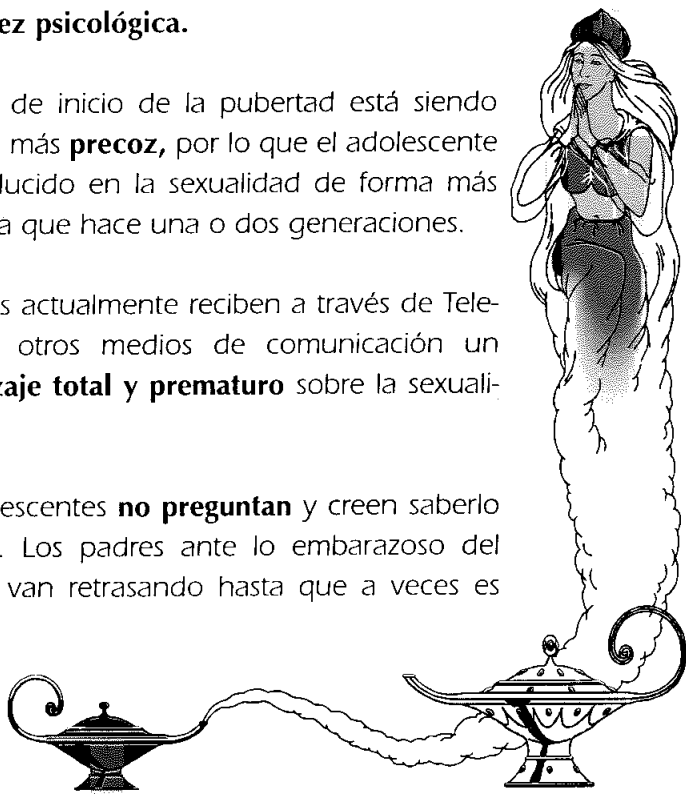 ez psicológica.
de inicio de la pubertad está siendo
más precoz, por lo que el adolescente
lucido en la sexualidad de forma más
a que hace una o dos generaciones.
s actualmente reciben a través de Tele-
otros medios de comunicación un
zaje total y prematuro sobre la sexuali-
escentes no preguntan y creen saberlo
. Los padres ante lo embarazoso del
van retrasando hasta que a veces es